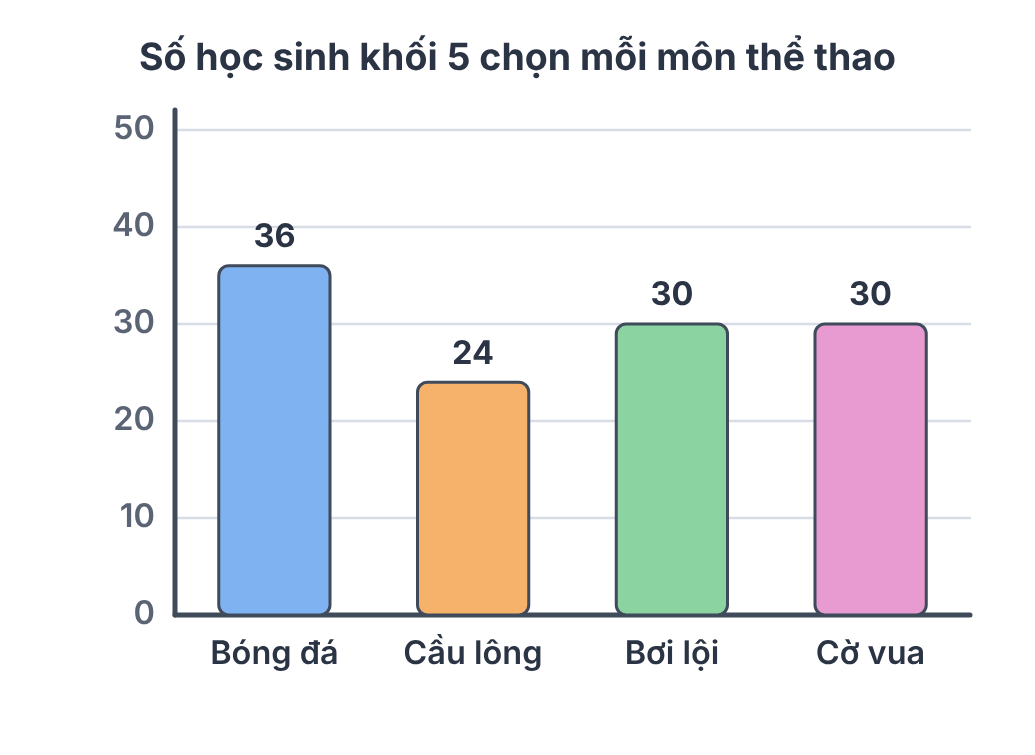 Số học sinh khối 5 chọn mỗi môn thể thao
50
40
30
20
10
0
36
24
30
30
Bóng đá
Cầu lông
Bơi lội
Cờ vua